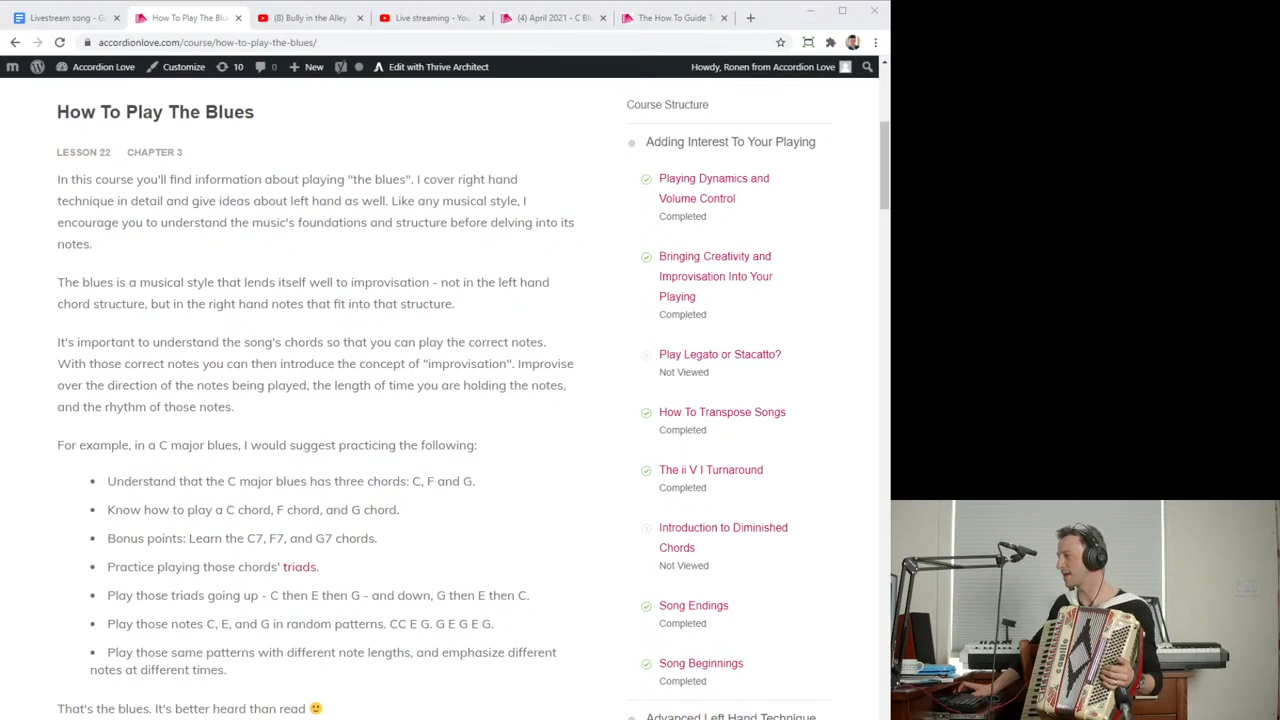 Livestream song - G
How To Play The Blu
(8) Bully in the Alley
Live streaming - You
(4) April 2021 - C Bl
The How To Guide T
accordionlove.com/course/how-to-play-the-blues/
Accordion Love Customize 10 0 New Edit with Thrive Architect Howdy, Ronen from Accordion Love
How To Play The Blues
LESSON 22 CHAPTER 3
In this course you'll find information about playing "the blues". I cover right hand
technique in detail and give ideas about left hand as well. Like any musical style, I
encourage you to understand the music's foundations and structure before delving into its
notes.
The blues is a musical style that lends itself well to improvisation - not in the left hand
chord structure, but in the right hand notes that fit into that structure.
It's important to understand the song's chords so that you can play the correct notes.
With those correct notes you can then introduce the concept of "improvisation". Improvise
over the direction of the notes being played, the length of time you are holding the notes,
and the rhythm of those notes.
For example, in a C major blues, I would suggest practicing the following:
• Understand that the C major blues has three chords: C, F and G.
• Know how to play a C chord, F chord, and G chord.
• Bonus points: Learn the C7, F7, and G7 chords.
• Practice playing those chords' triads.
• Play those triads going up - C then E then G - and down, G then E then C.
• Play those notes C, E, and G in random patterns. CC E G. G E G E G.
• Play those same patterns with different note lengths, and emphasize different
notes at different times.
That's the blues. It's better heard than read 🙂
Course Structure
Adding Interest To Your Playing
Playing Dynamics and
Volume Control
Completed
Bringing Creativity and
Improvisation Into Your
Playing
Completed
Play Legato or Stacatto?
Not Viewed
How To Transpose Songs
Completed
The ii V I Turnaround
Completed
Introduction to Diminished
Chords
Not Viewed
Song Endings
Completed
Song Beginnings
Completed
Advanced Left Hand Technique